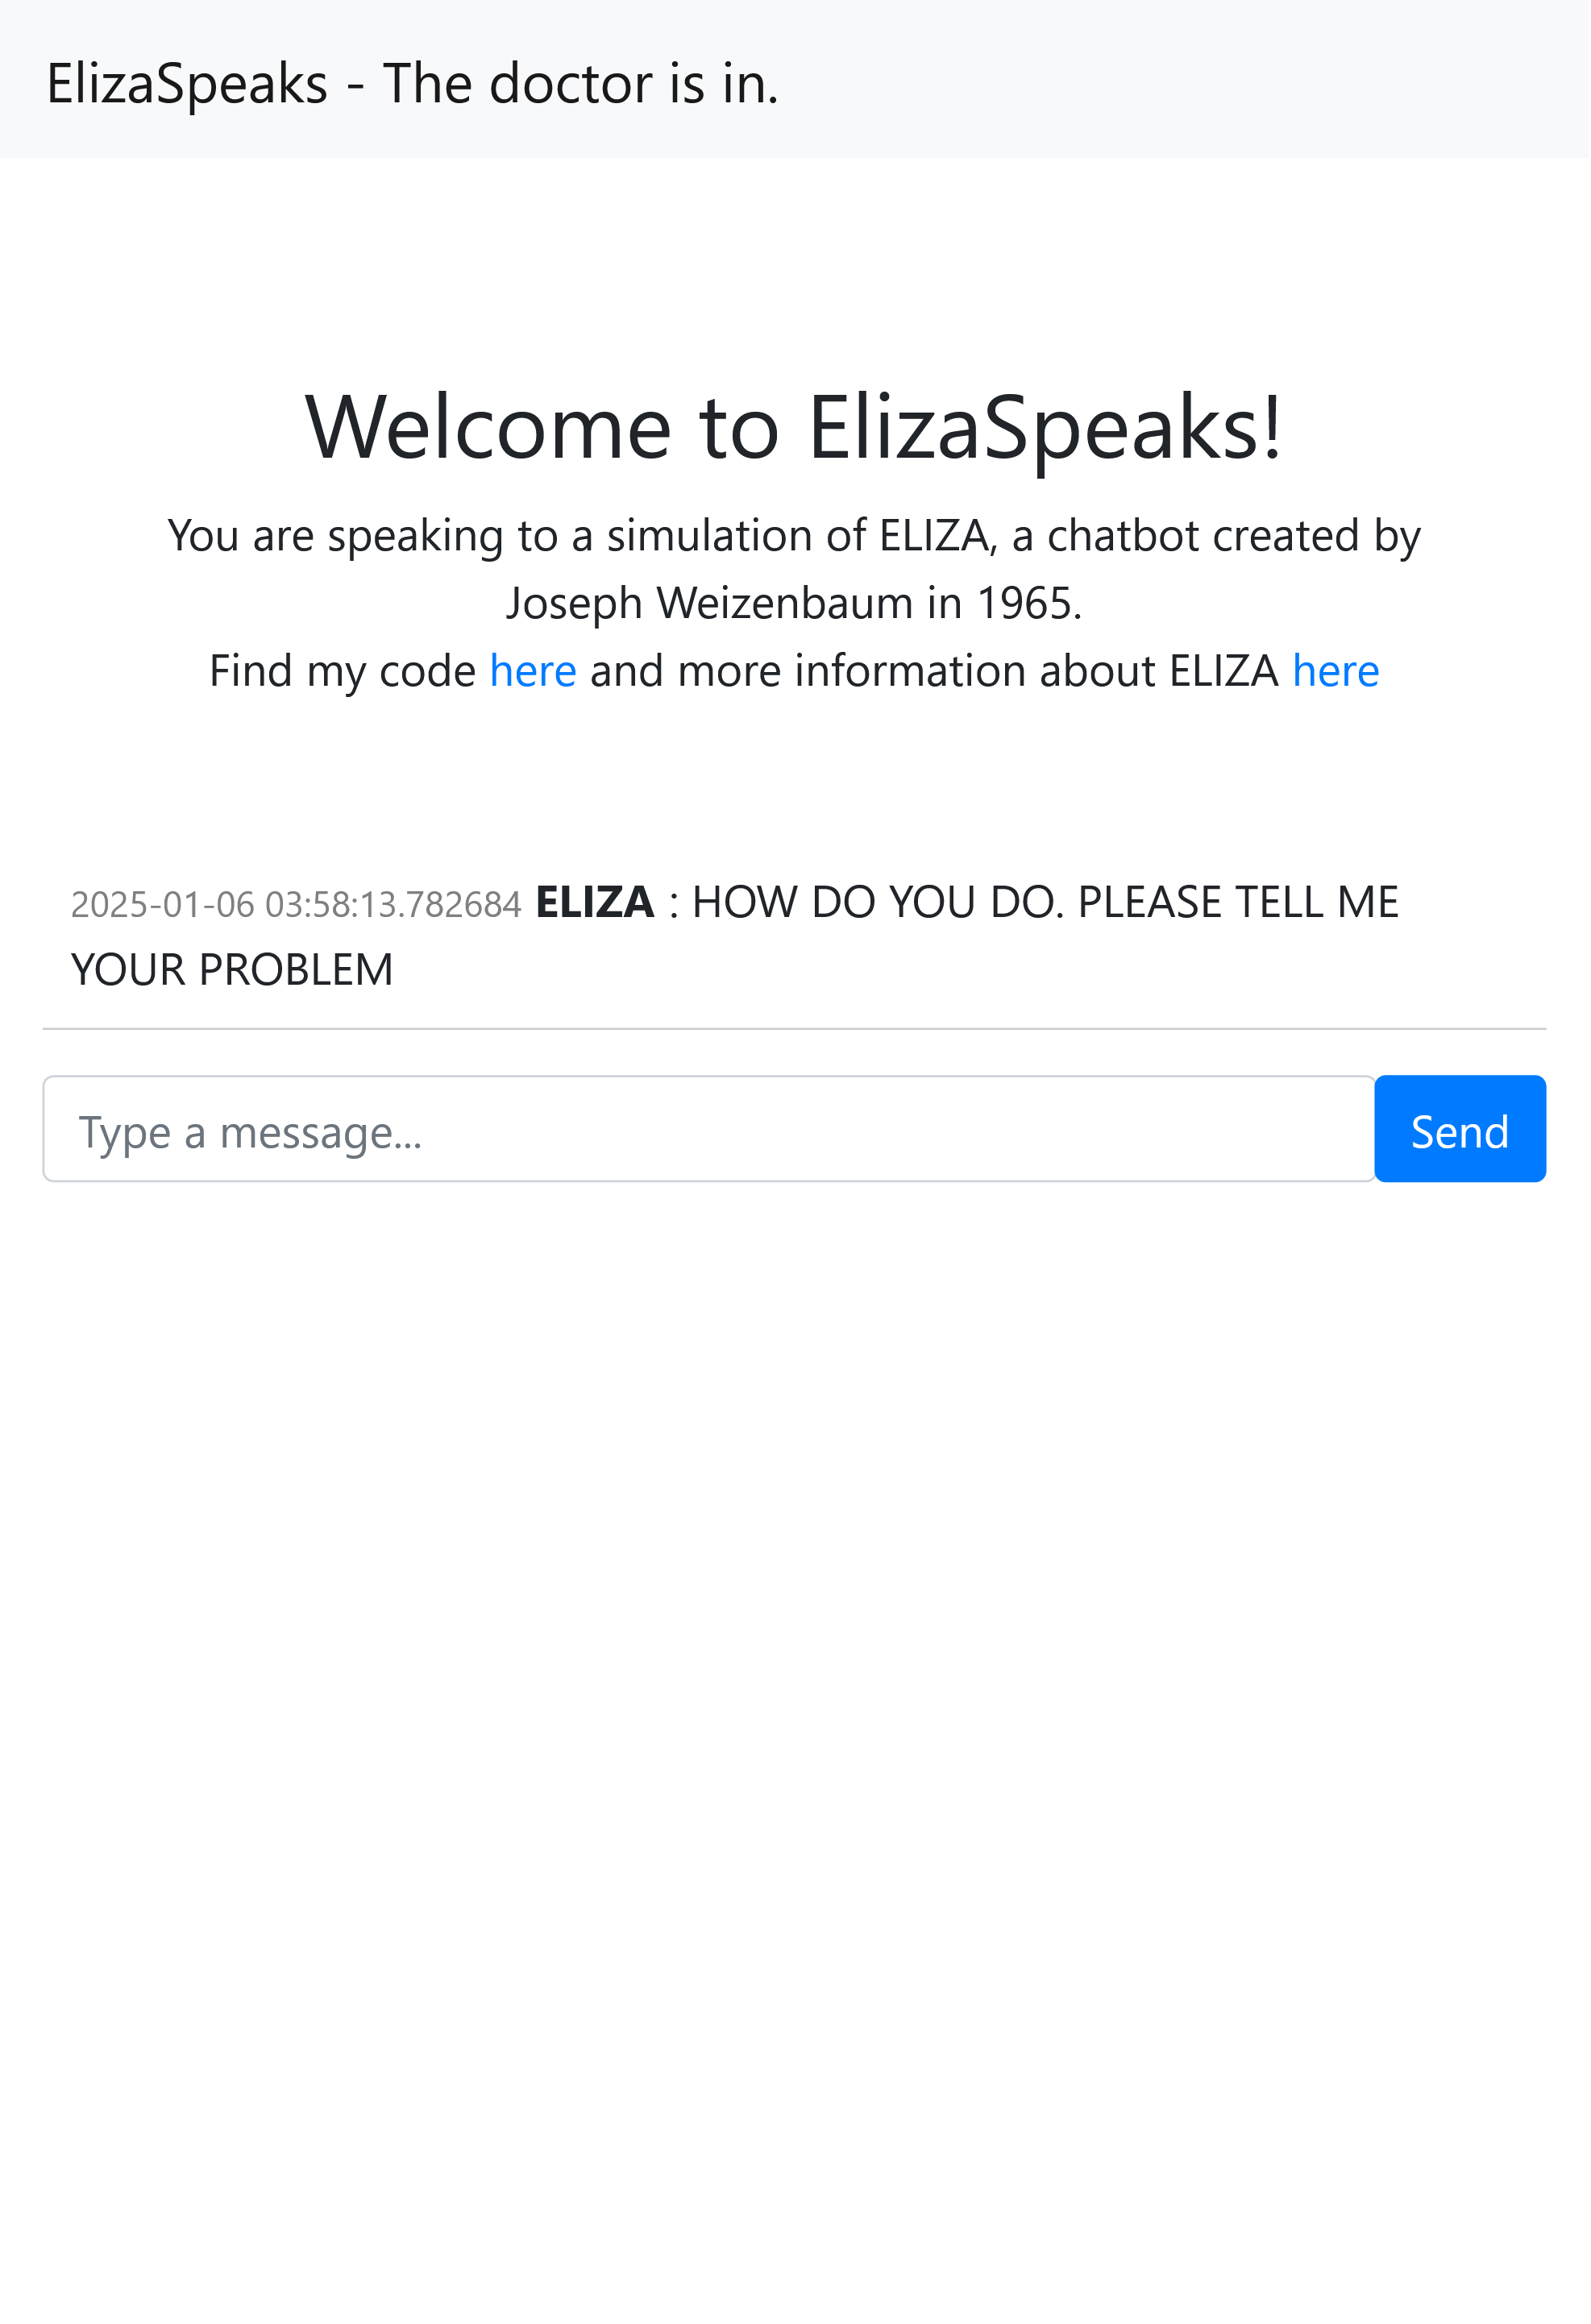 ElizaSpeaks - The doctor is in.
Welcome to ElizaSpeaks!
You are speaking to a simulation of ELIZA, a chatbot created by
Joseph Weizenbaum in 1965.
Find my code here and more information about ELIZA here
2025-01-06 03:58:13.782684 ELIZA : HOW DO YOU DO. PLEASE TELL ME
YOUR PROBLEM
Type a message... Send